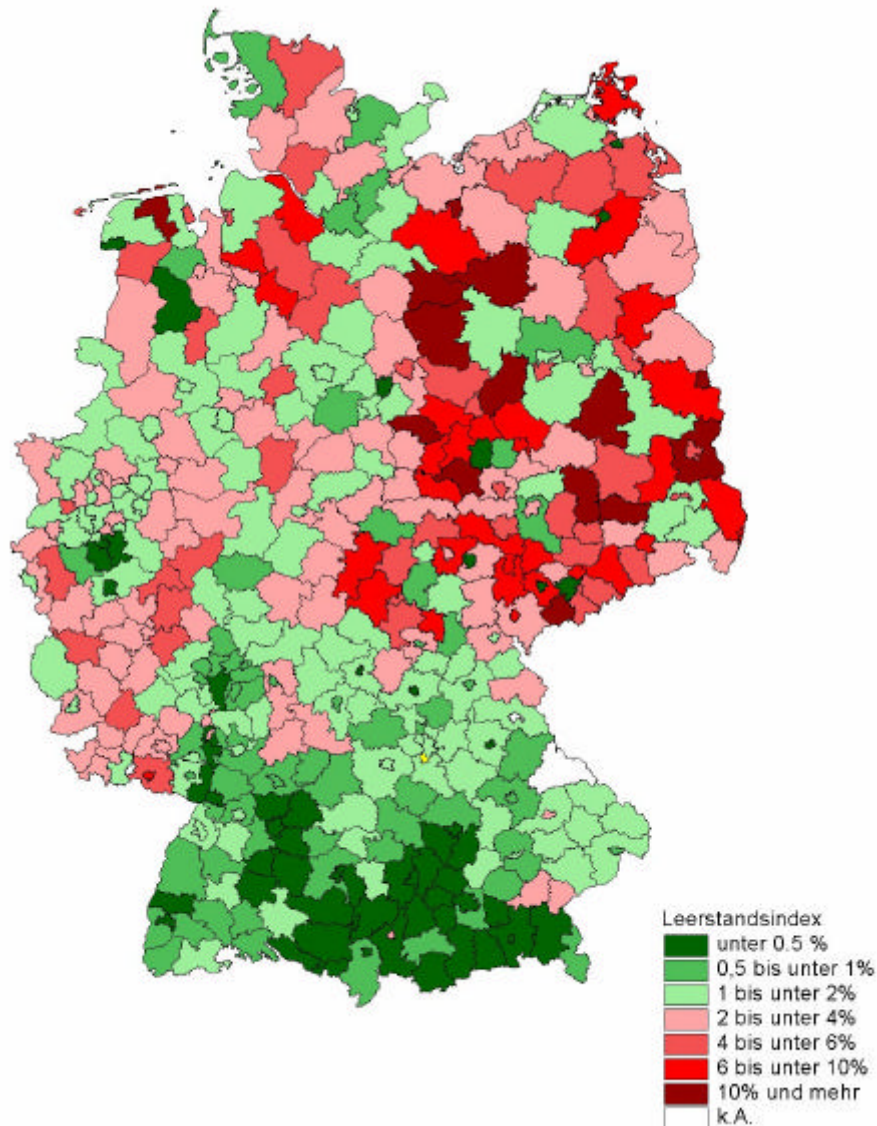 Leerstandsindex
unter 0.5 %
0,5 bis unter 1%
1 bis unter 2%
2 bis unter 4%
4 bis unter 6%
6 bis unter 10%
10% und mehr
k.A.